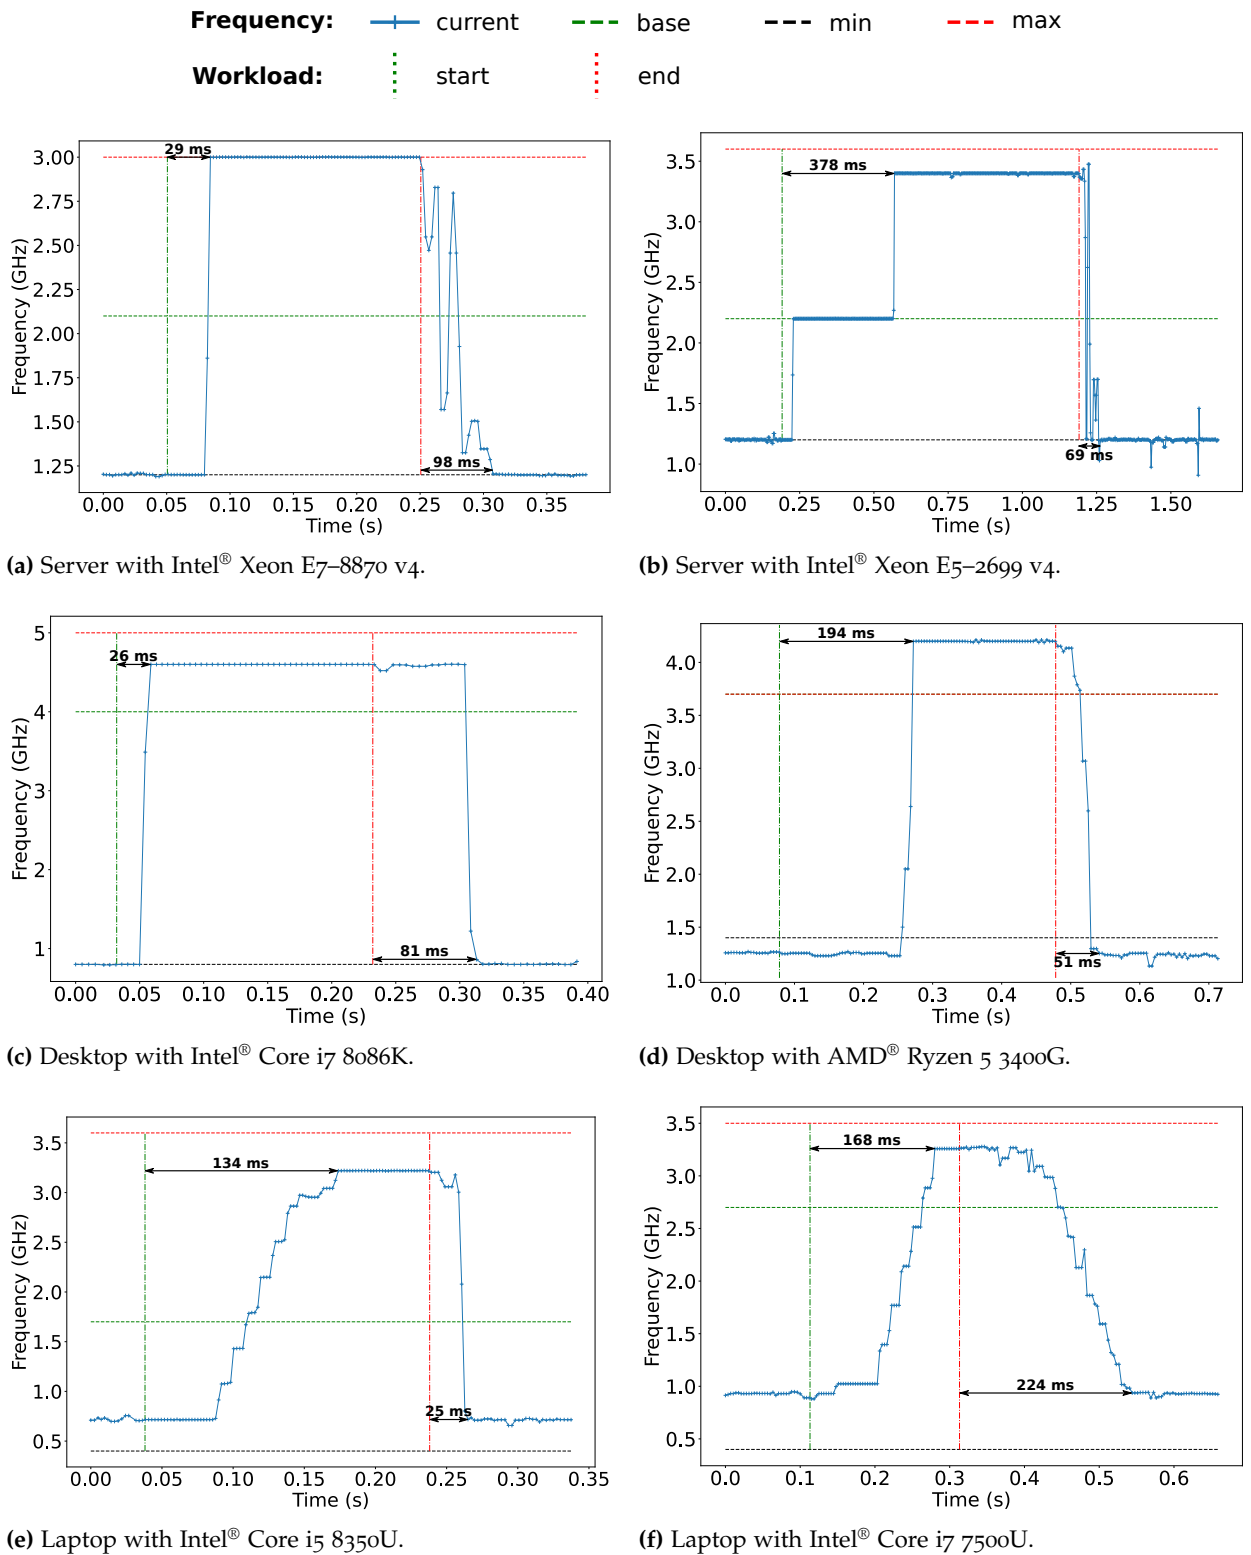 Frequency: current base min max
Workload: start end
29 ms
98 ms
3.00
2.75
2.50
2.25
2.00
1.75
1.50
1.25
Frequency (GHz)
0.00 0.05 0.10 0.15 0.20 0.25 0.30 0.35
Time (s)
378 ms
69 ms
3.5
3.0
2.5
2.0
1.5
1.0
Frequency (GHz)
0.00 0.25 0.50 0.75 1.00 1.25 1.50
Time (s)
(a) Server with Intel® Xeon E7–8870 v4.
(b) Server with Intel® Xeon E5–2699 v4.
26 ms
81 ms
5
4
3
2
1
Frequency (GHz)
0.00 0.05 0.10 0.15 0.20 0.25 0.30 0.35 0.40
Time (s)
194 ms
51 ms
4.0
3.5
3.0
2.5
2.0
1.5
1.0
Frequency (GHz)
0.0 0.1 0.2 0.3 0.4 0.5 0.6 0.7
Time (s)
(c) Desktop with Intel® Core i7 8086K.
(d) Desktop with AMD® Ryzen 5 3400G.
134 ms
25 ms
3.5
3.0
2.5
2.0
1.5
1.0
0.5
Frequency (GHz)
0.00 0.05 0.10 0.15 0.20 0.25 0.30 0.35
Time (s)
168 ms
224 ms
3.5
3.0
2.5
2.0
1.5
1.0
0.5
Frequency (GHz)
0.0 0.1 0.2 0.3 0.4 0.5 0.6
Time (s)
(e) Laptop with Intel® Core i5 8350U.
(f) Laptop with Intel® Core i7 7500U.